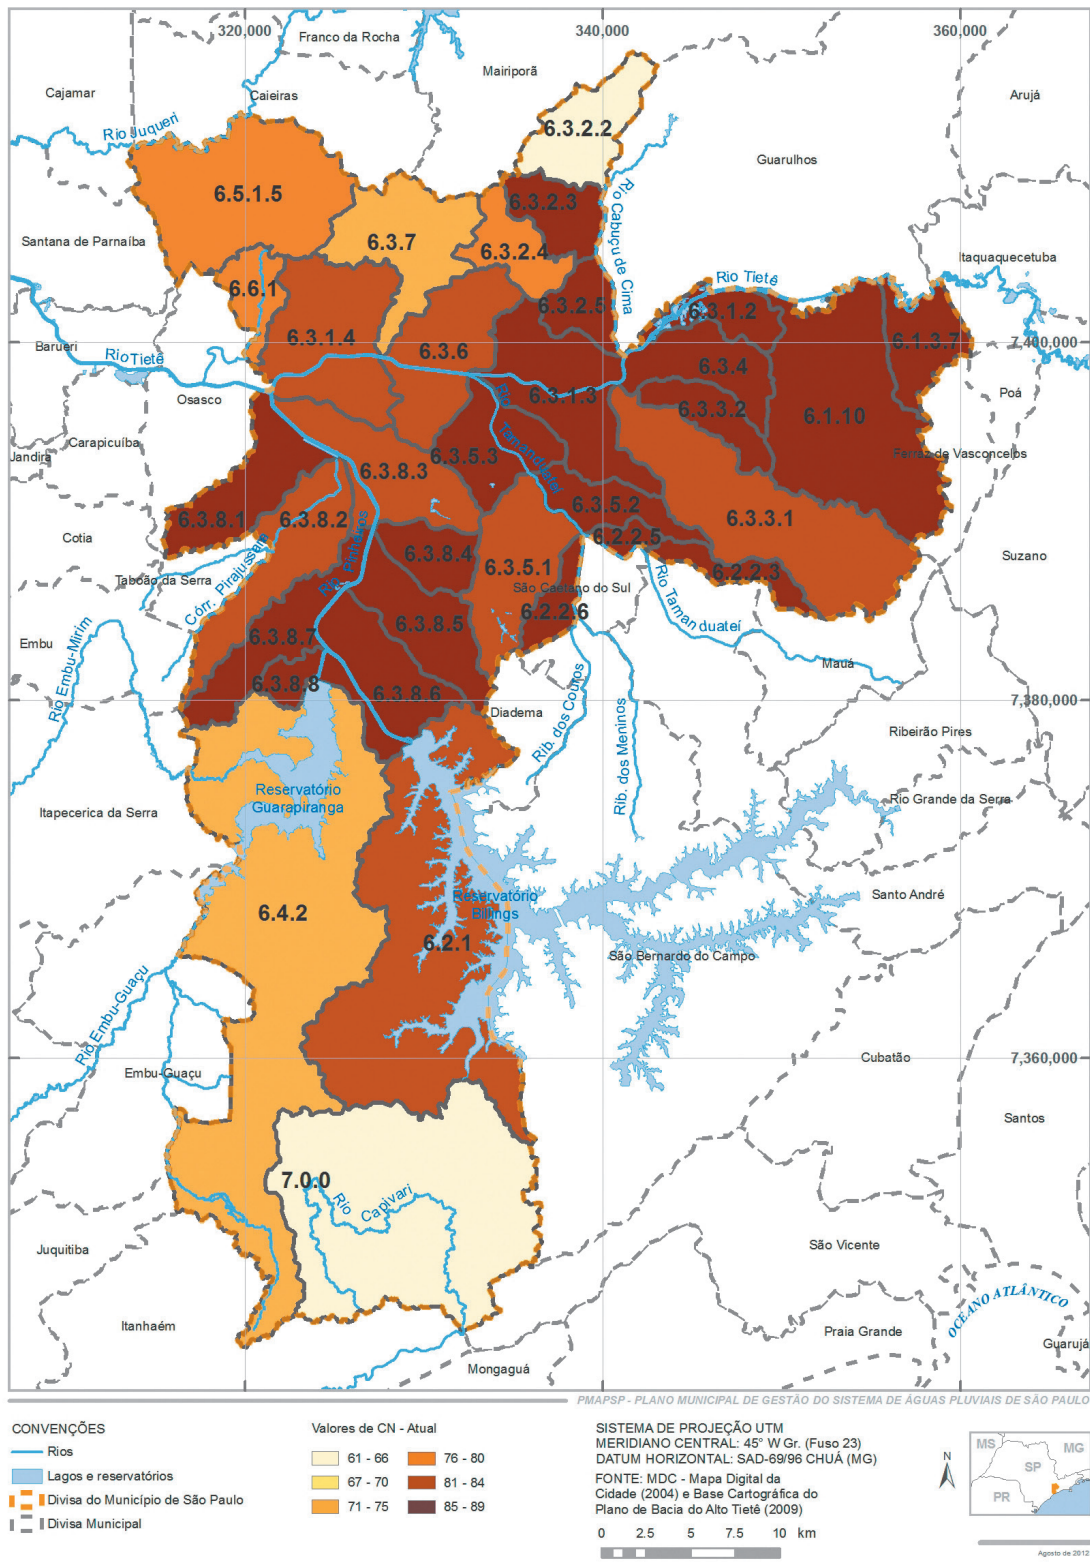 320,000
340,000
360,000
Franco da Rocha
Mairiporã
Cajamar
Caieiras
Arujá
Rio Juqueri
6.3.2.2
Guarulhos
6.5.1.5
6.3.2.3
Rio Cabuçu de Cima
Santana de Parnaíba
6.3.7
6.3.2.4
Itaquaquecetuba
Rio Tietê
6.6.1
6.3.2.5
6.3.1.2
6.3.1.4
6.1.3.7
Barueri
Rio Tietê
6.3.6
7,400,000
6.3.4
Osasco
6.3.1.3
Poá
6.3.3.2
6.1.10
Rio Tamanduateí
Carapicuíba
Jandira
6.3.5.3
Ferraz de Vasconcelos
6.3.8.3
6.3.5.2
6.3.8.1
6.3.8.2
6.3.3.1
Cotia
6.2.2.5
6.3.8.4
Suzano
Rio Pinheiros
6.3.5.1
6.2.2.3
Taboão da Serra
São Caetano do Sul
Córr. Pirajussara
6.2.2.6
Rio Tamanduateí
6.3.8.5
6.3.8.7
Embu
Rio Embu-Mirim
Mauá
6.3.8.8
6.3.8.6
7,380,000
Diadema
Rib. dos Couros
Rib. dos Meninos
Ribeirão Pires
Reservatório
Guarapiranga
Rio Grande da Serra
Itapecerica da Serra
Reservatório
Billings
Santo André
6.4.2
6.2.1
São Bernardo do Campo
Rio Embu-Guaçu
Cubatão
7,360,000
Embu-Guaçu
Santos
7.0.0
Rio Capivari
São Vicente
Juquitiba
OCEANO ATLÂNTICO
Itanhaém
Praia Grande
Guarujá
Mongaguá
PMAPSP - PLANO MUNICIPAL DE GESTÃO DO SISTEMA DE ÁGUAS PLUVIAIS DE SÃO PAULO
CONVENÇÕES
Rios
Lagos e reservatórios
Divisa do Município de São Paulo
Divisa Municipal
Valores de CN - Atual
61 - 66
76 - 80
67 - 70
81 - 84
71 - 75
85 - 89
SISTEMA DE PROJEÇÃO UTM
MERIDIANO CENTRAL: 45° W Gr. (Fuso 23)
DATUM HORIZONTAL: SAD-69/96 CHUÁ (MG)
FONTE: MDC - Mapa Digital da
Cidade (2004) e Base Cartográfica do
Plano de Bacia do Alto Tietê (2009)
0 2.5 5 7.5 10 km
N
MS
MG
SP
PR
Agosto de 2012